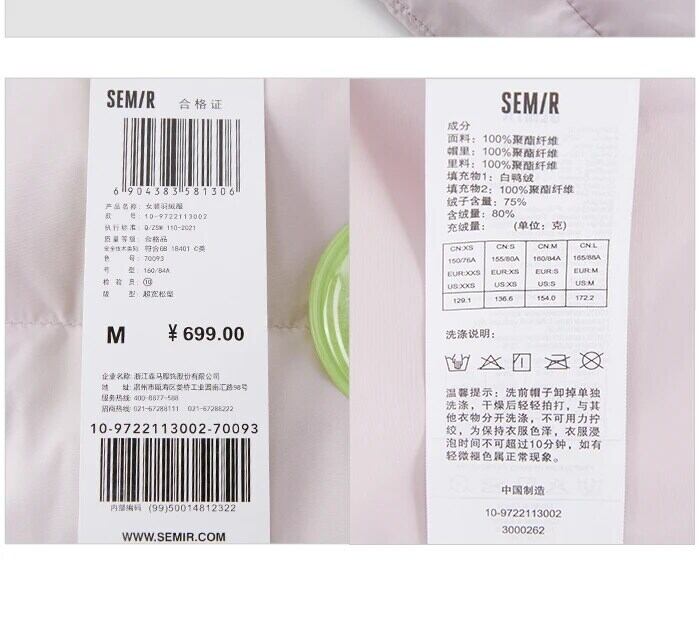 SEMIR 合格证
6 904383 581306
产品名称: 女装羽绒服
款 号: 10-9722113002
执行标准: Q/ZSM 110-2021
质量等级: 合格品
安全技术类别: 符合GB 18401 C类
色 号: 70093
号 型: 160/84A
检 验 员: ⑩
版 型: 超宽松型
M ¥699.00
企业名称: 浙江森马服饰股份有限公司
地 址: 温州市瓯海区娄桥工业园南汇路98号
服务热线: 400-8877-588
招商热线: 021-67288111 021-67288222
10-9722113002-70093
内部编码 (99)50014812322
WWW.SEMIR.COM
SEMIR
成分
面料: 100%聚酯纤维
帽里: 100%聚酯纤维
里料: 100%聚酯纤维
填充物1: 白鸭绒
填充物2: 100%聚酯纤维
绒子含量: 75%
含绒量: 80%
充绒量: (单位: 克)
CN:XS CN:S CN:M CN:L
150/76A 155/80A 160/84A 165/88A
EUR:XXS EUR:XS EUR:S EUR:M
US:XXS US:XS US:S US:M
129.1 136.6 154.0 172.2
洗涤说明:
温馨提示: 洗前帽子卸掉单独
洗涤, 干燥后轻轻拍打, 与其
他衣物分开洗涤, 不可用力拧
绞, 为保持衣服色泽, 衣服浸
泡时间不可超过10分钟, 如有
轻微褪色属正常现象。
中国制造
10-9722113002
3000262